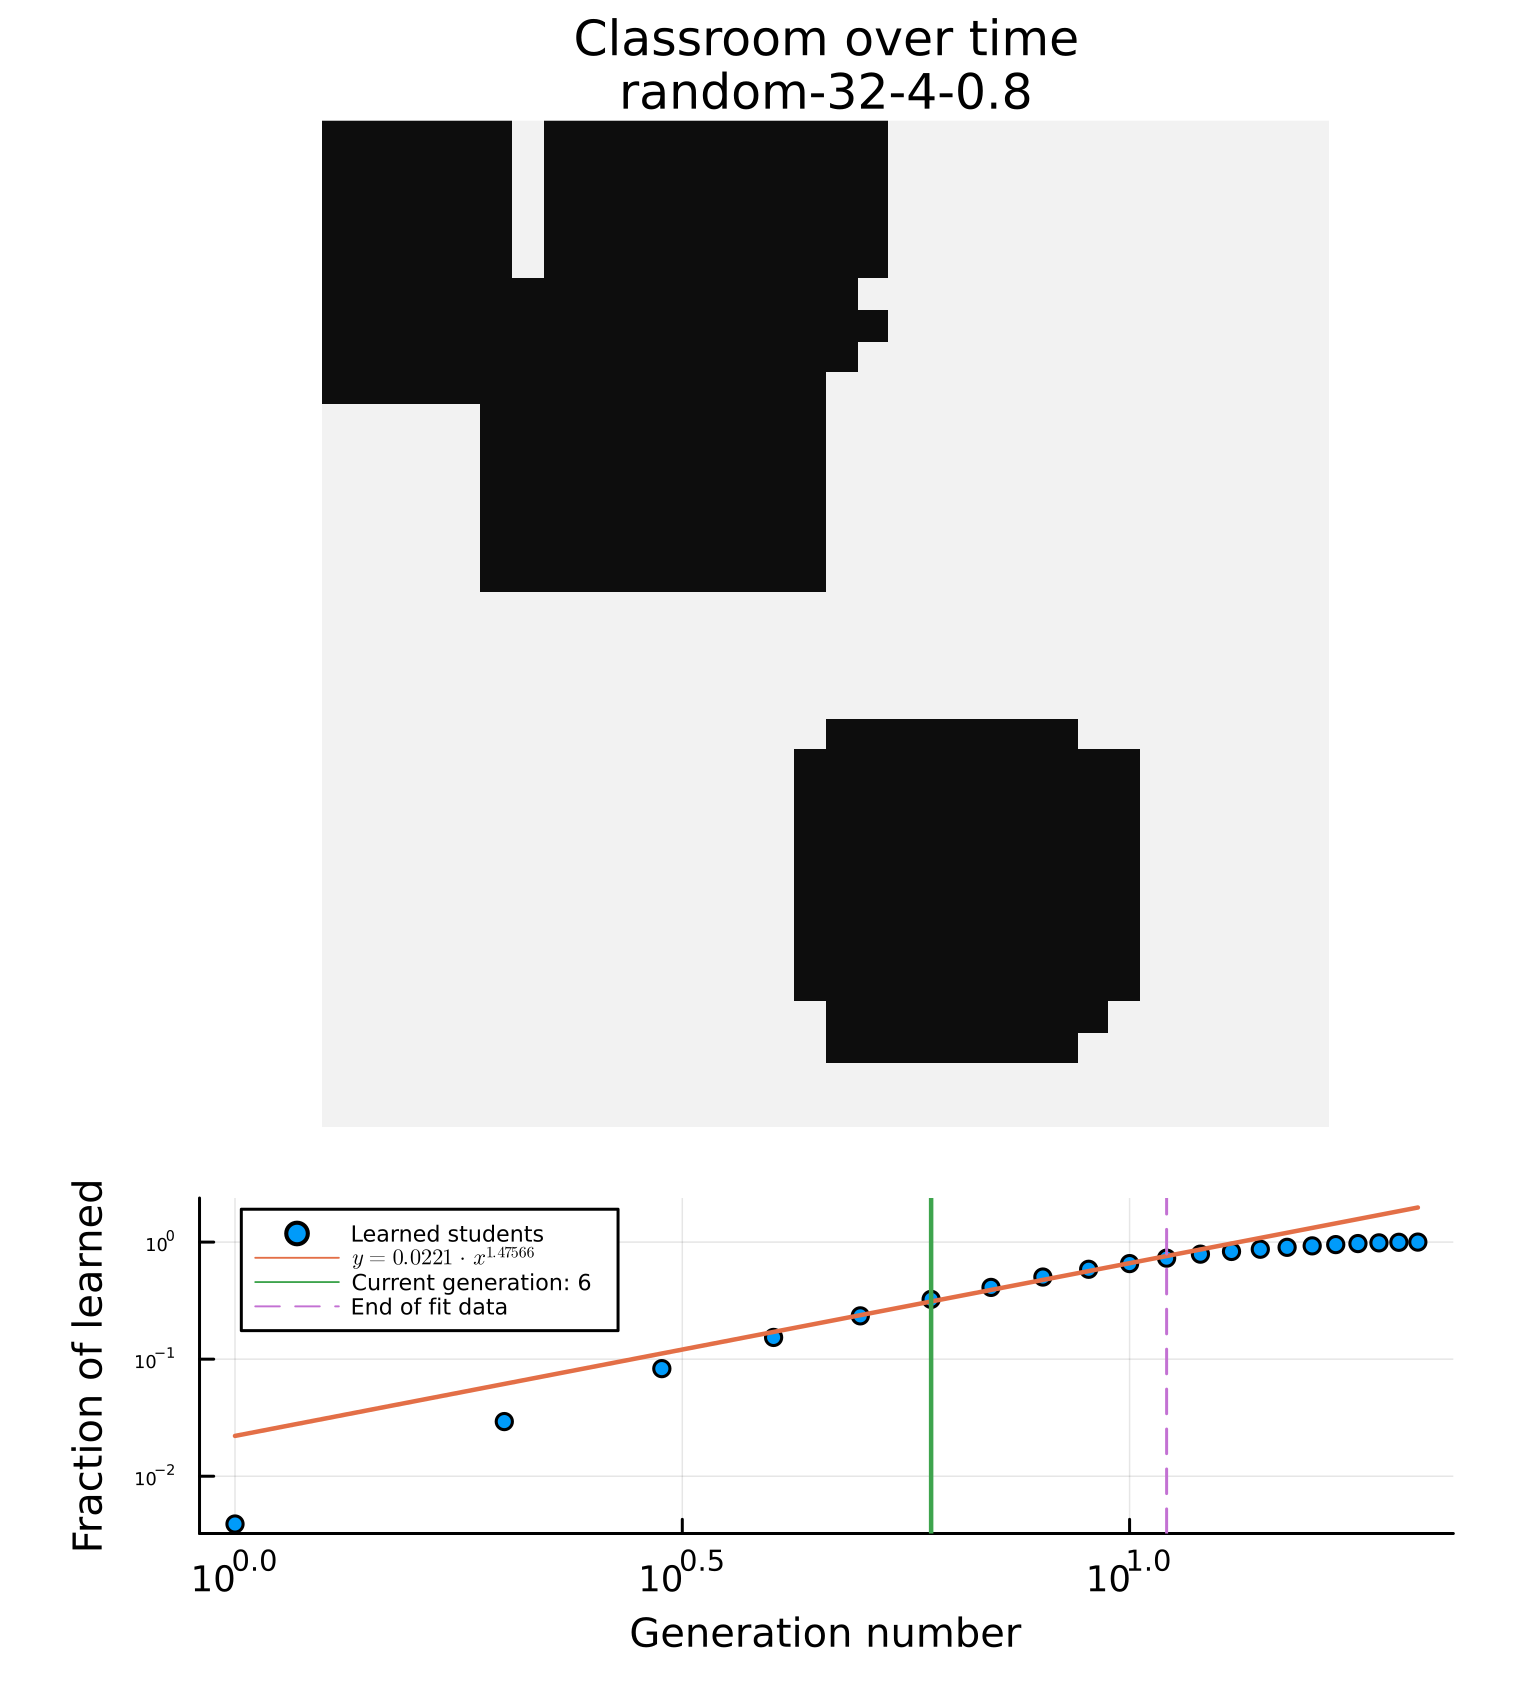 Classroom over time
random-32-4-0.8
Fraction of learned
10⁰
10⁻¹
10⁻²
Learned students
y = 0.0221 · x^1.47566
Current generation: 6
End of fit data
10^0.0
10^0.5
10^1.0
Generation number